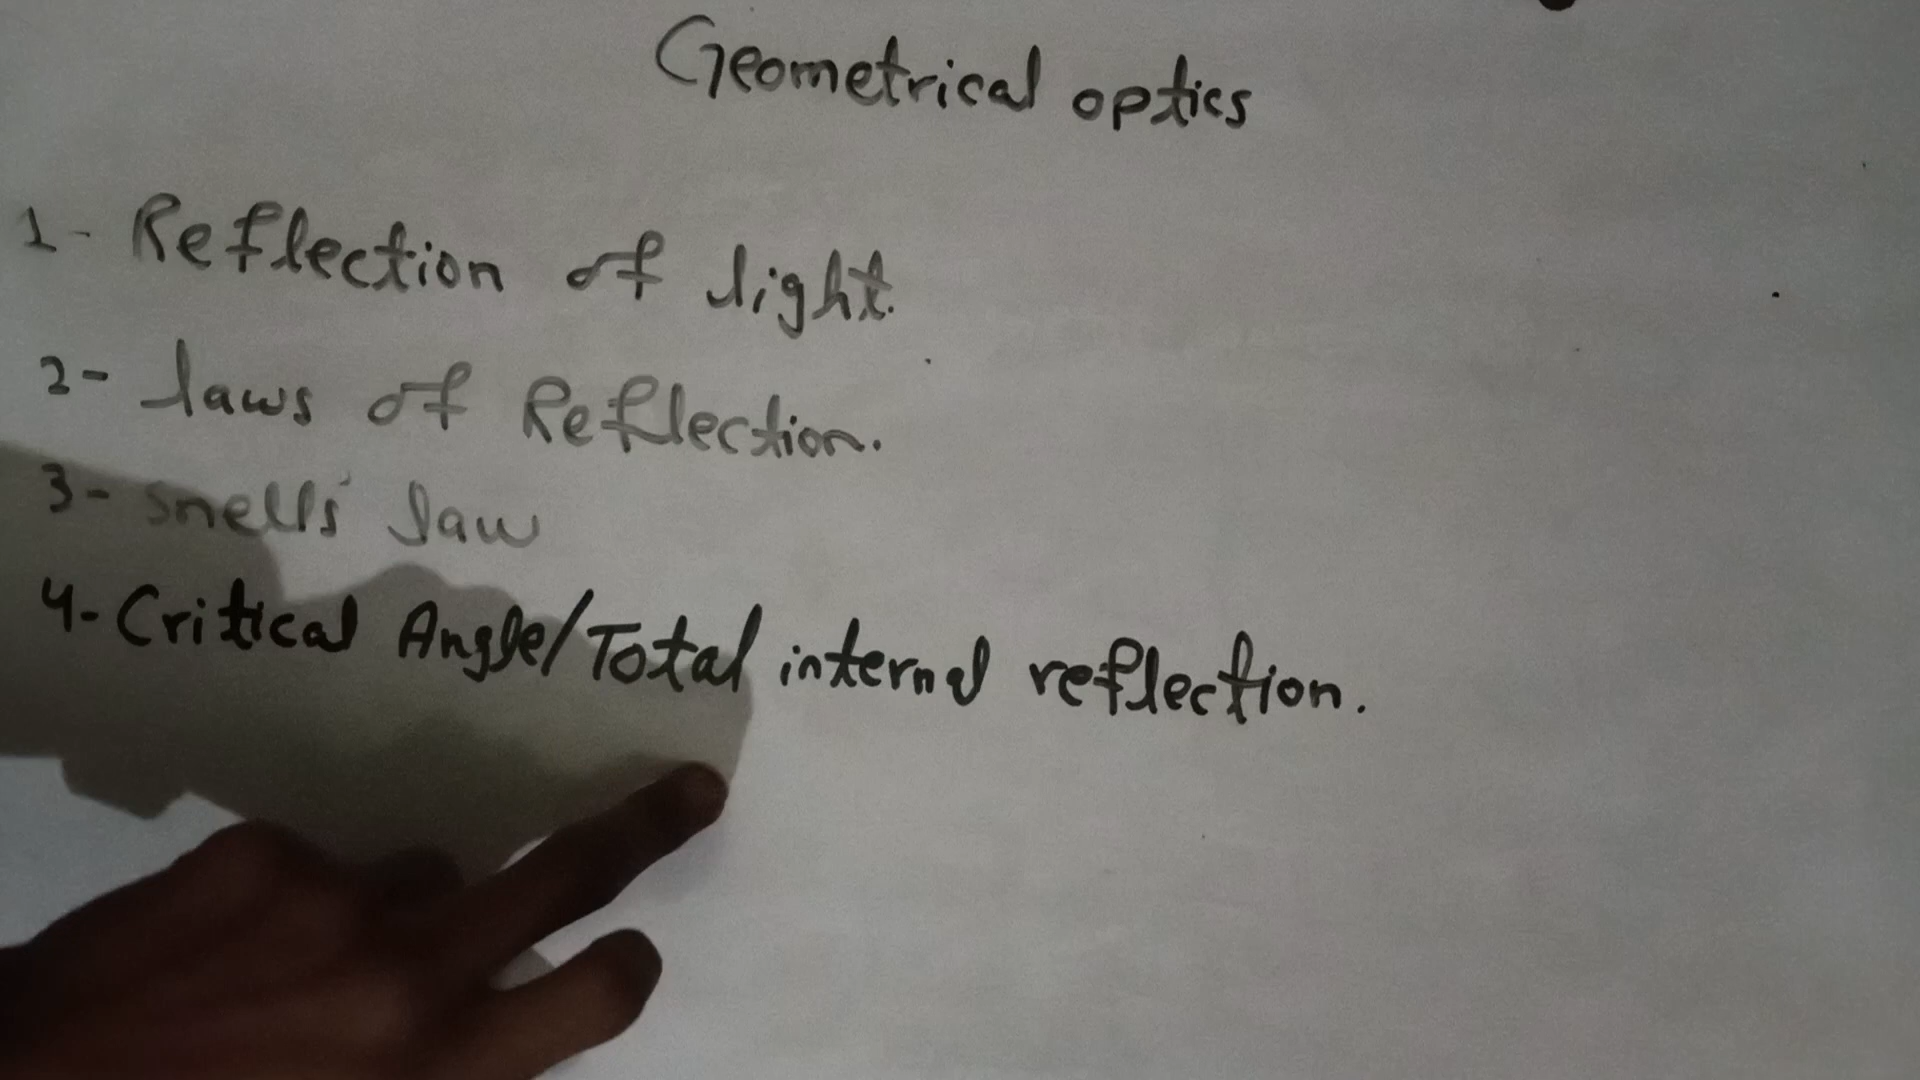 Geometrical optics
1- Reflection of light.
2- laws of Reflection.
3- snells' law
4- Critical Angle/Total internal reflection.